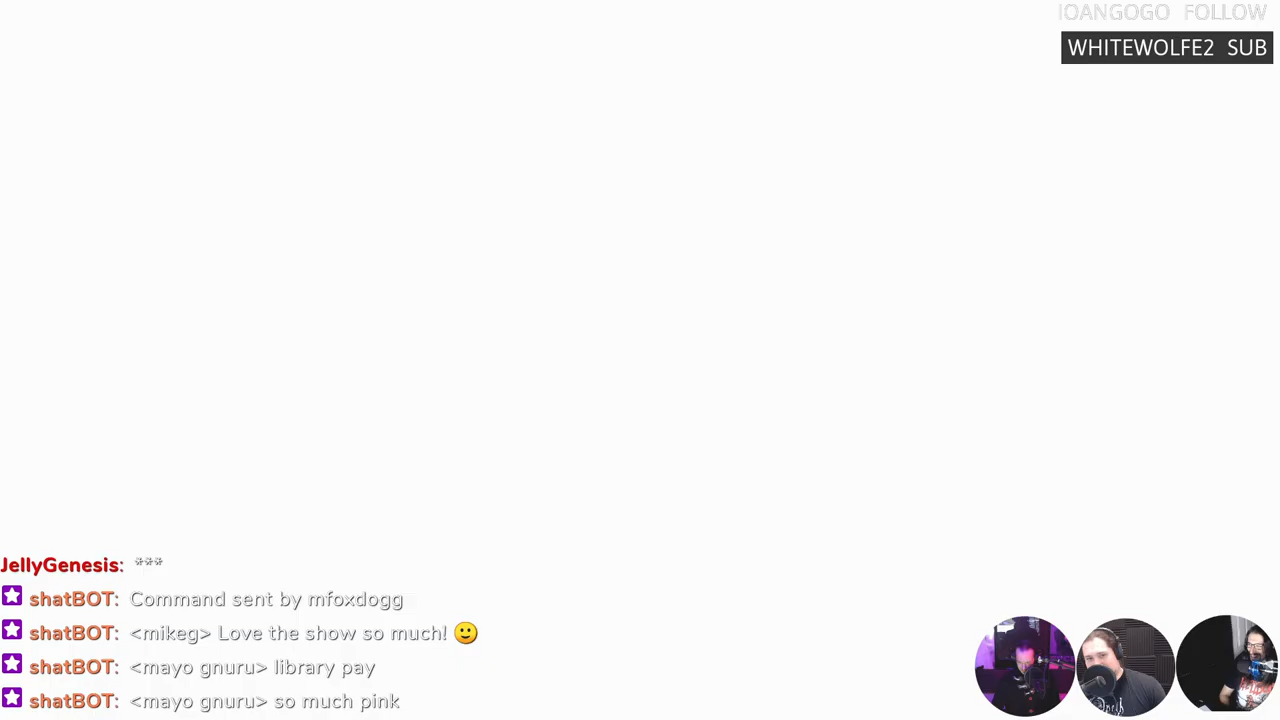 IOANGOGO FOLLOW
WHITEWOLFE2 SUB
JellyGenesis: ***
shatBOT: Command sent by mfoxdogg
shatBOT: <mikeg> Love the show so much! 🙂
shatBOT: <mayo gnuru> library pay
shatBOT: <mayo gnuru> so much pink